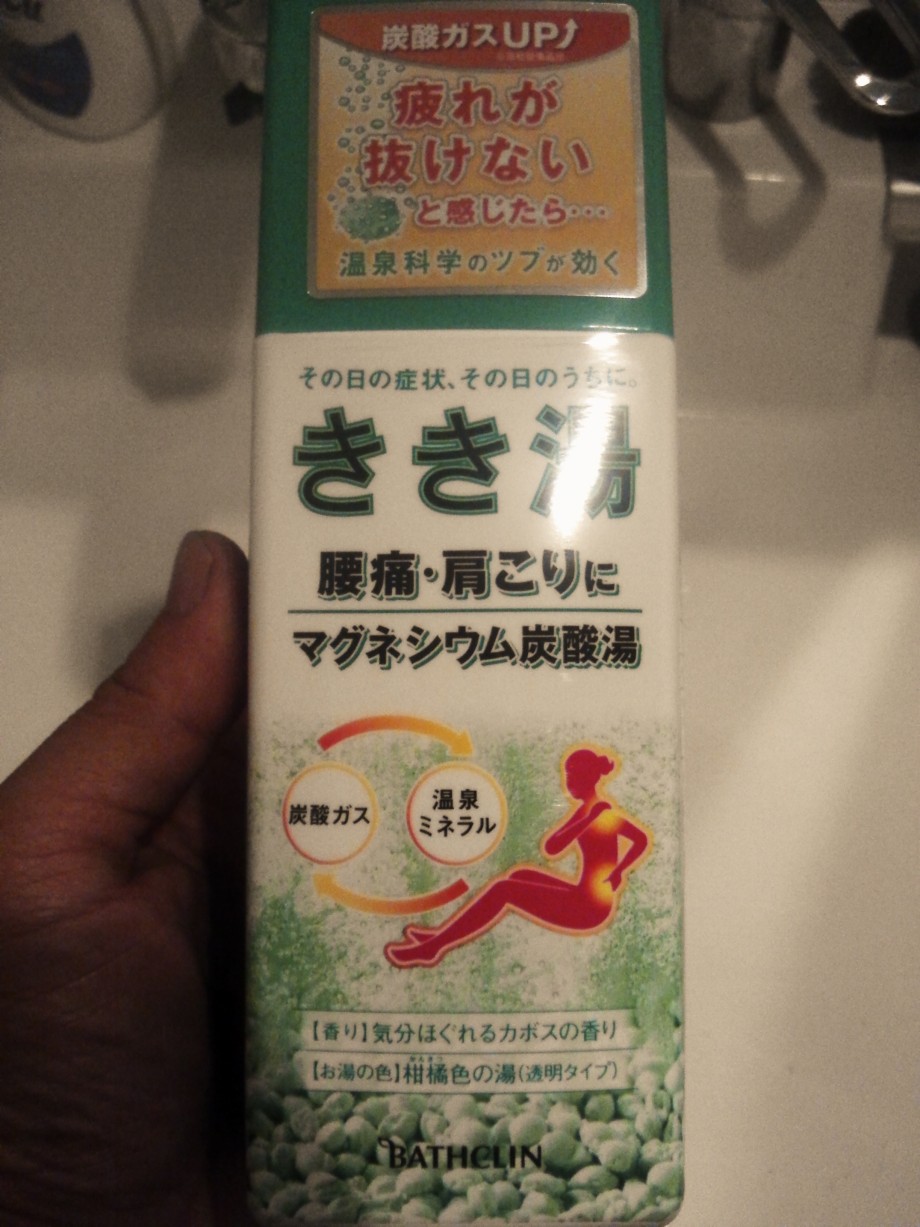 炭酸ガスUP
疲れが
抜けない
と感じたら…
温泉科学のツブが効く
その日の症状、その日のうちに。
きき湯
腰痛・肩こりに
マグネシウム炭酸湯
炭酸ガス
温泉
ミネラル
【香り】気分ほぐれるカボスの香り
かんきつ
【お湯の色】柑橘色の湯(透明タイプ)
BATHCLIN